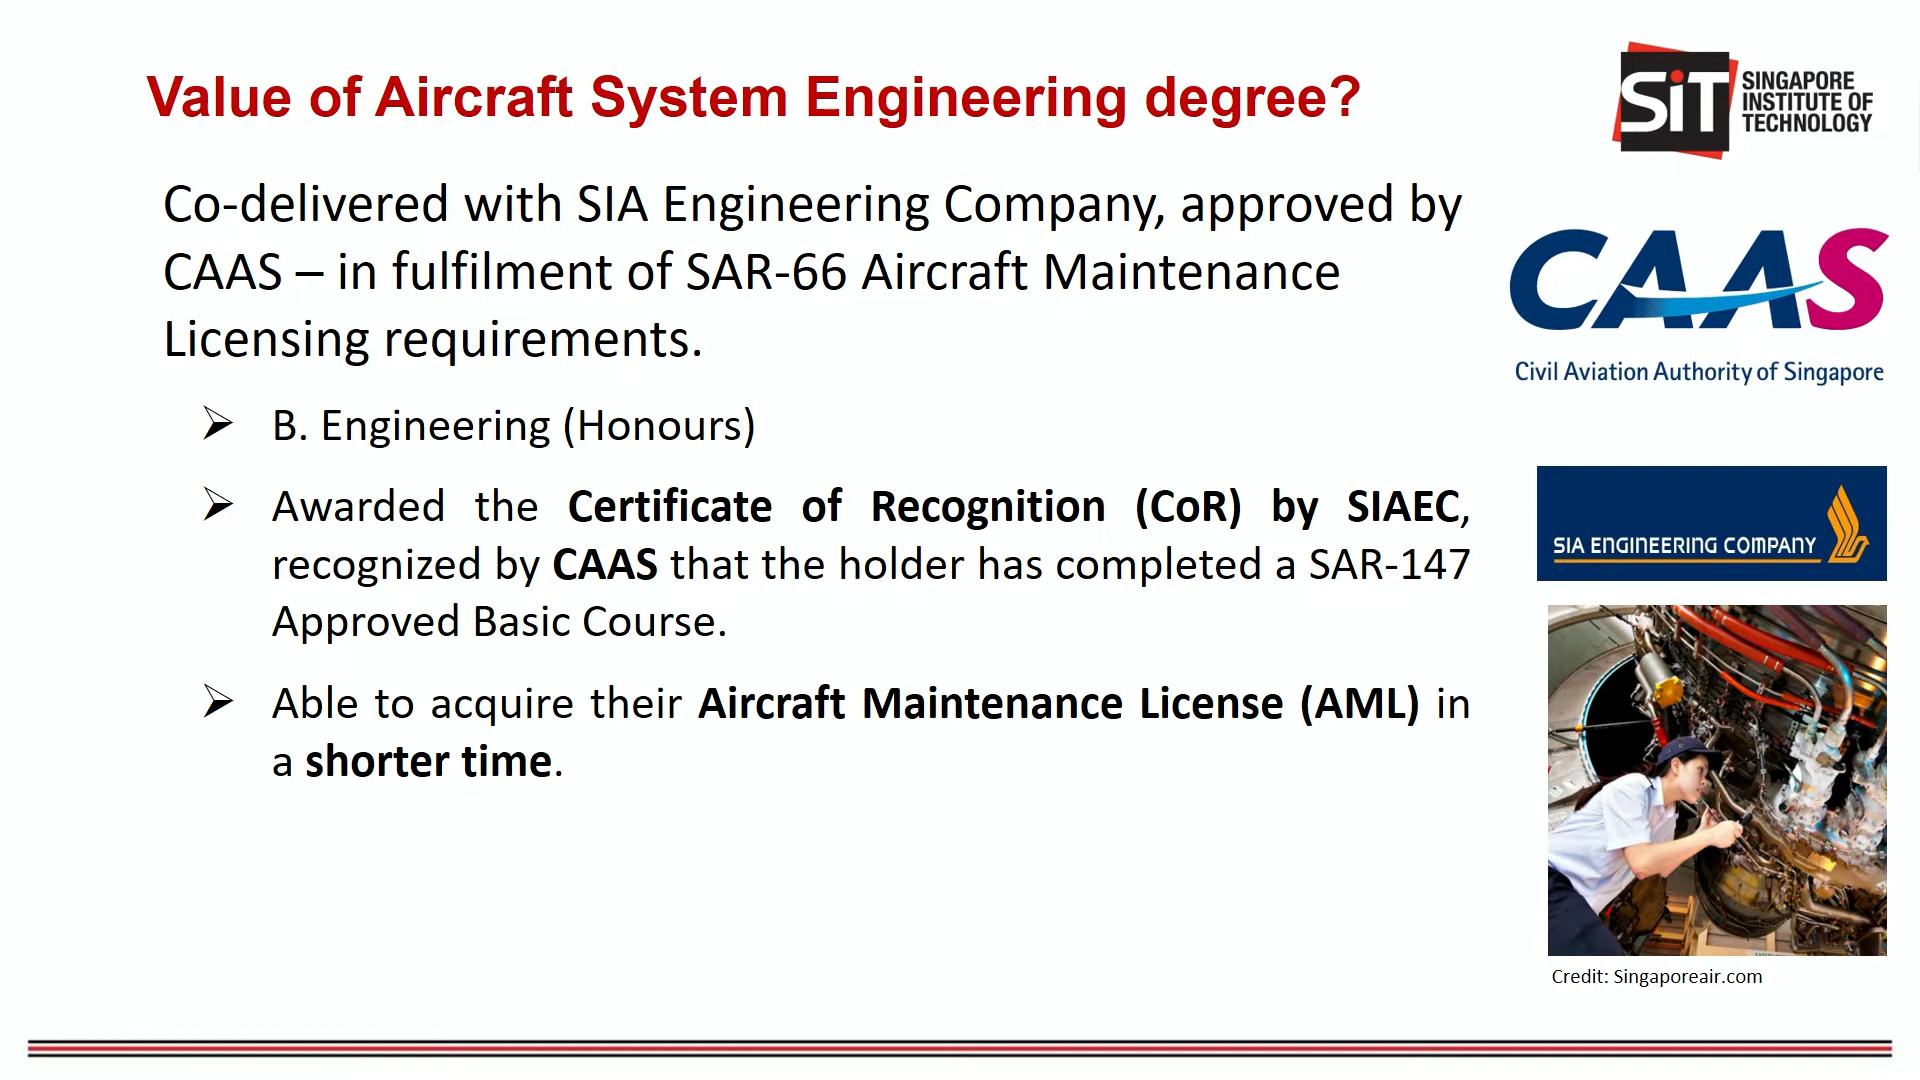 Value of Aircraft System Engineering degree?
SiT
SINGAPORE
INSTITUTE OF
TECHNOLOGY
Co-delivered with SIA Engineering Company, approved by
CAAS – in fulfilment of SAR-66 Aircraft Maintenance
Licensing requirements.
➢ B. Engineering (Honours)
➢ Awarded the Certificate of Recognition (CoR) by SIAEC,
recognized by CAAS that the holder has completed a SAR-147
Approved Basic Course.
➢ Able to acquire their Aircraft Maintenance License (AML) in
a shorter time.
CAAS
Civil Aviation Authority of Singapore
SIA ENGINEERING COMPANY
Credit: Singaporeair.com